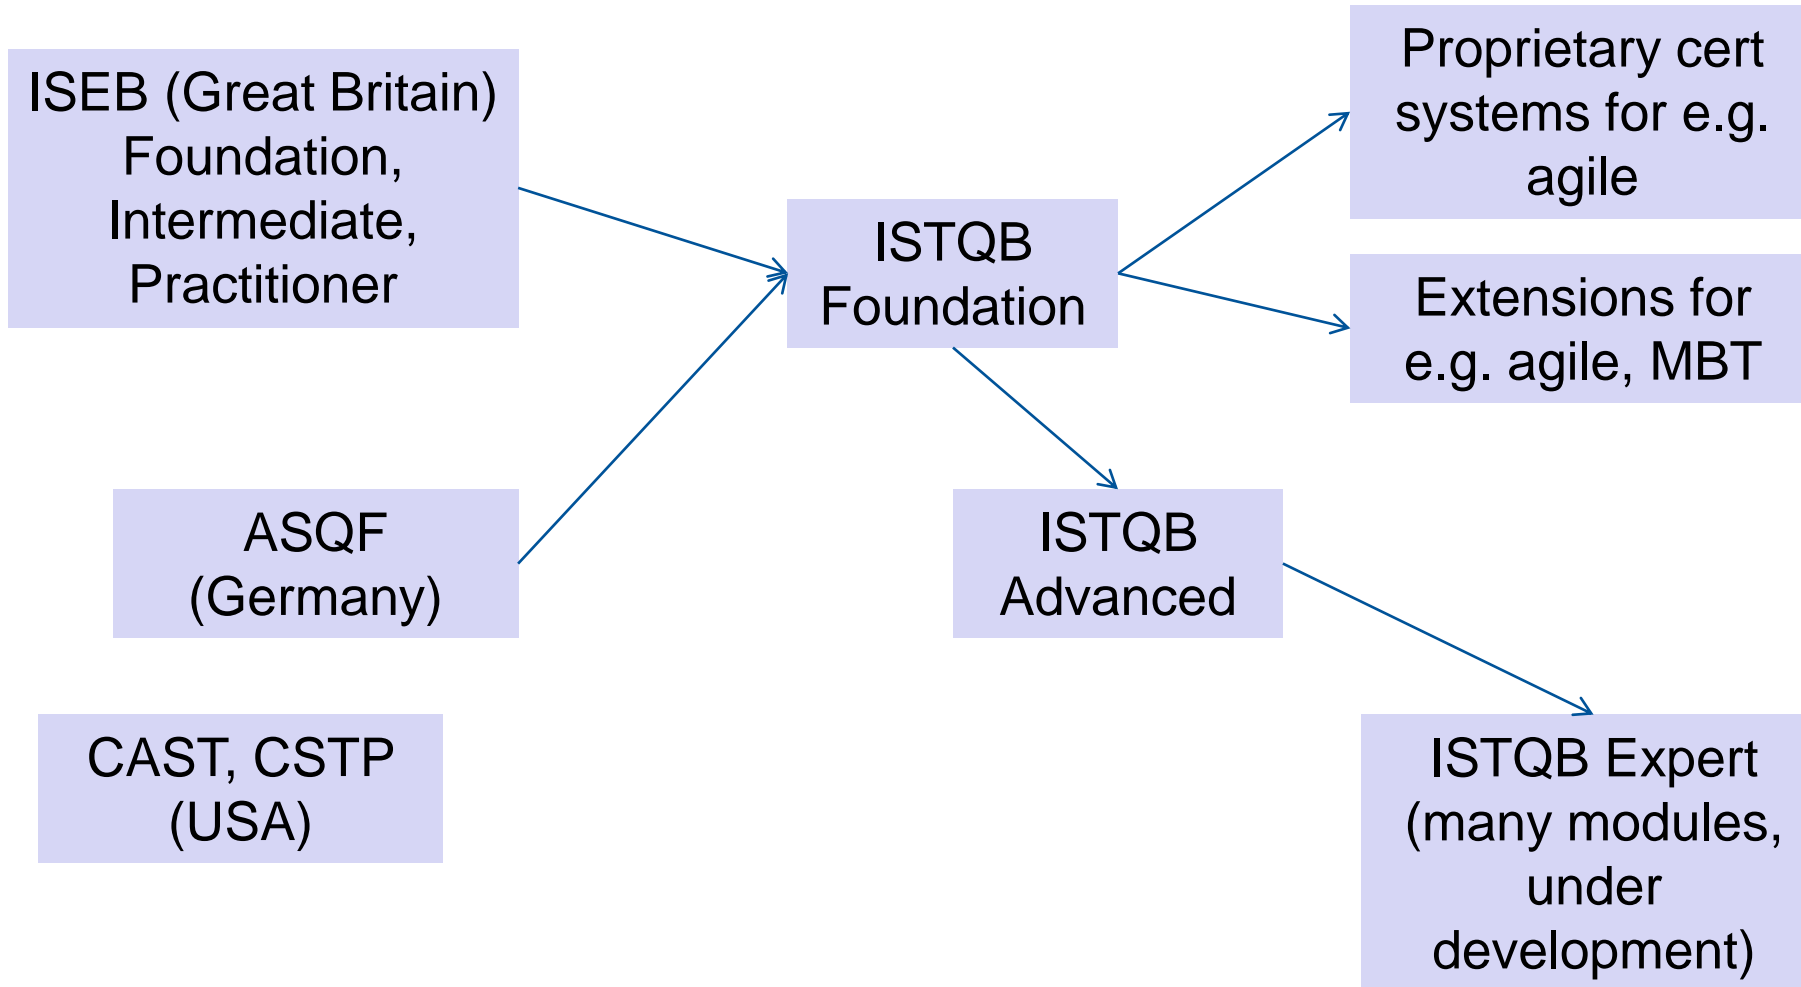 ISEB (Great Britain)
Foundation,
Intermediate,
Practitioner
ASQF
(Germany)
CAST, CSTP
(USA)
ISTQB
Foundation
ISTQB
Advanced
Proprietary cert
systems for e.g.
agile
Extensions for
e.g. agile, MBT
ISTQB Expert
(many modules,
under
development)